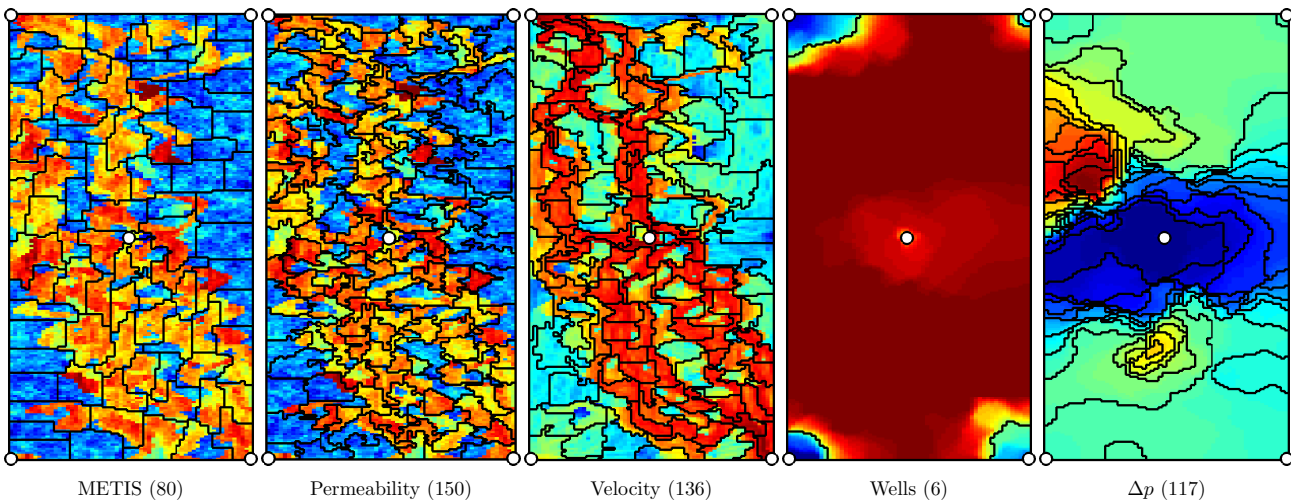 METIS (80)
Permeability (150)
Velocity (136)
Wells (6)
Δp (117)